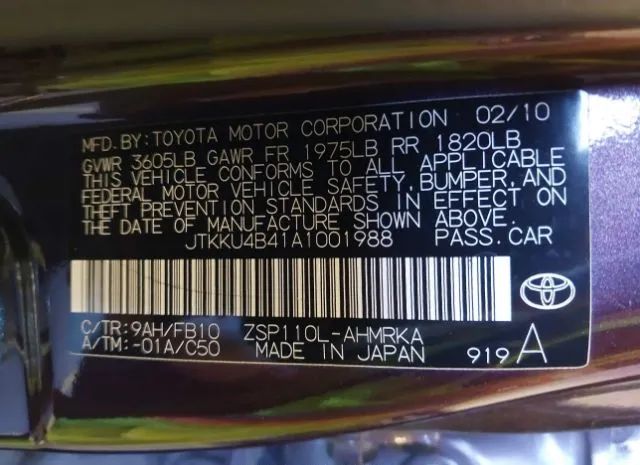 MFD. BY: TOYOTA MOTOR CORPORATION 02/10
GVWR 3605LB GAWR FR 1975LB RR 1820LB
THIS VEHICLE CONFORMS TO ALL APPLICABLE
FEDERAL MOTOR VEHICLE SAFETY, BUMPER, AND
THEFT PREVENTION STANDARDS IN EFFECT ON
THE DATE OF MANUFACTURE SHOWN ABOVE.
JTKKU4B41A1001988 PASS. CAR
C/TR: 9AH/FB10 ZSP110L-AHMRKA
A/TM: -01A/C50 MADE IN JAPAN 919 A